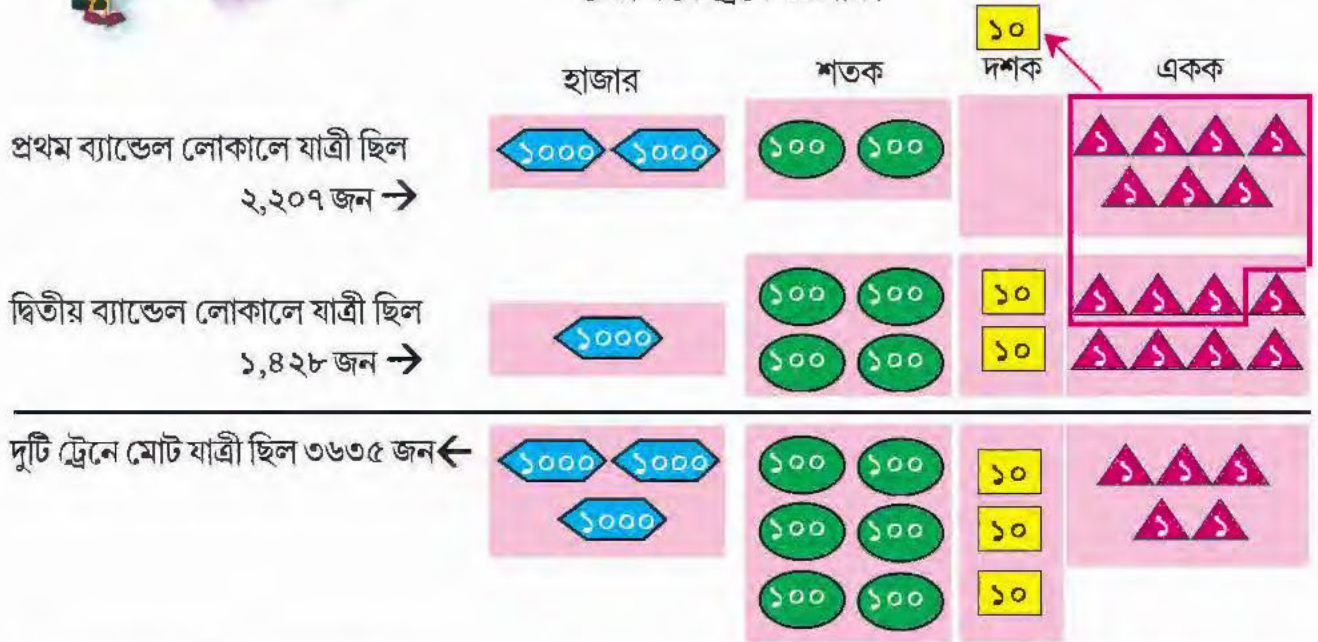 ১০
হাজার শতক দশক একক
প্রথম ব্যান্ডেল লোকালে যাত্রী ছিল ১০০০ ১০০০ ১০০ ১০০ ১ ১ ১ ১
২,২০৭ জন → ১ ১ ১
দ্বিতীয় ব্যান্ডেল লোকালে যাত্রী ছিল ১০০০ ১০০ ১০০ ১০ ১ ১ ১ ১
১,৪২৮ জন → ১০০ ১০০ ১০ ১ ১ ১ ১
দুটি ট্রেনে মোট যাত্রী ছিল ৩৬৩৫ জন← ১০০০ ১০০০ ১০০ ১০০ ১০ ১ ১ ১
১০০০ ১০০ ১০০ ১০ ১ ১
১০০ ১০০ ১০